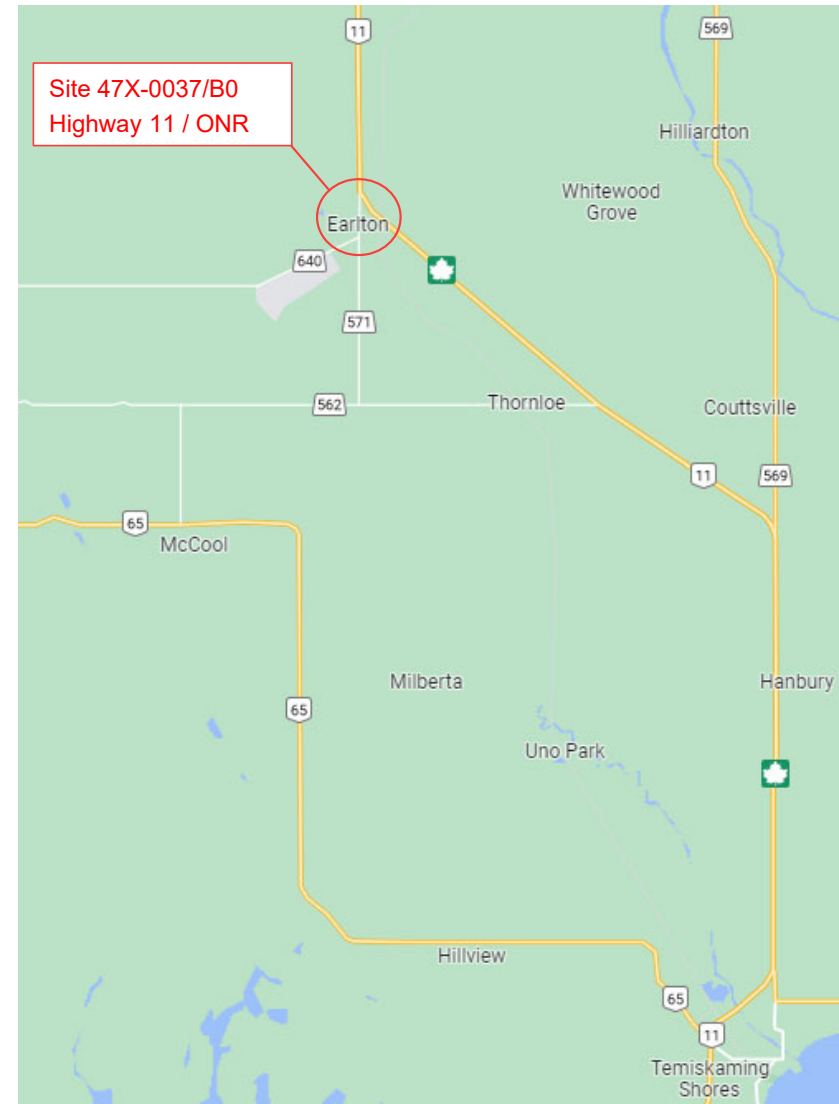 11
569
Site 47X-0037/B0
Highway 11 / ONR
Hilliardton
Whitewood
Grove
Earlton
640
571
562
Thornloe
Couttsville
11
569
65
McCool
Milberta
Hanbury
65
Uno Park
Hillview
65
11
Temiskaming
Shores